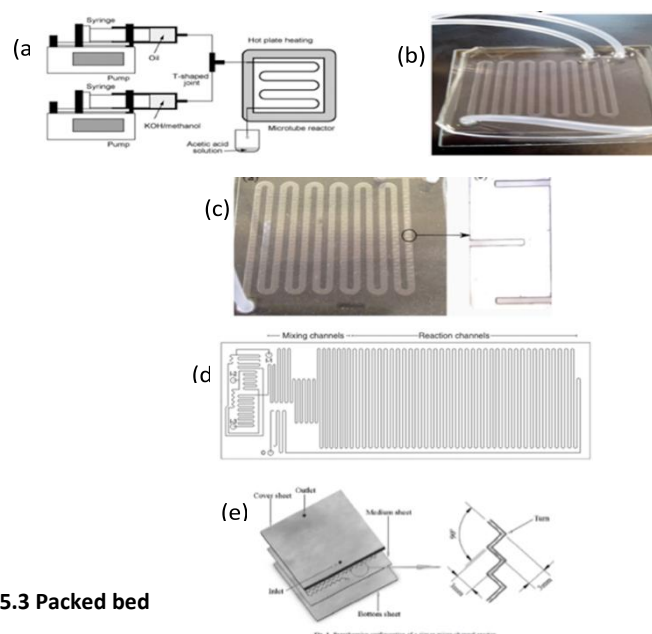 (a
Syringe
Oil
Pump
Syringe
KOH/methanol
Pump
T-shaped
joint
Hot plate heating
Microtube reactor
Acetic acid
solution
(b)
(c)
(d
Mixing channels
Reaction channels
(e)
Cover sheet
Outlet
Medium sheet
Inlet
Bottom sheet
90°
Turn
5.3 Packed bed